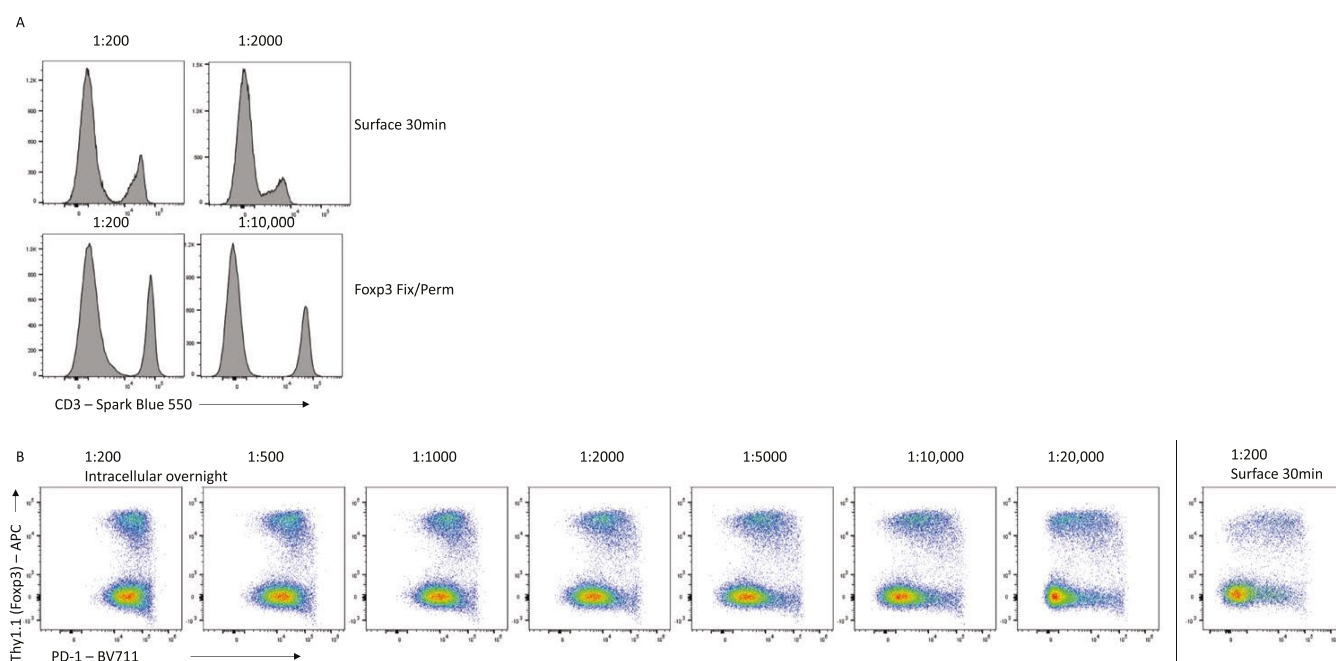 A
1:200 1:2000
Surface 30min
1:200 1:10,000
Foxp3 Fix/Perm
CD3 – Spark Blue 550
B 1:200 1:500 1:1000 1:2000 1:5000 1:10,000 1:20,000 1:200
Intracellular overnight Surface 30min
Thy1.1 (Foxp3) – APC
PD-1 – BV711